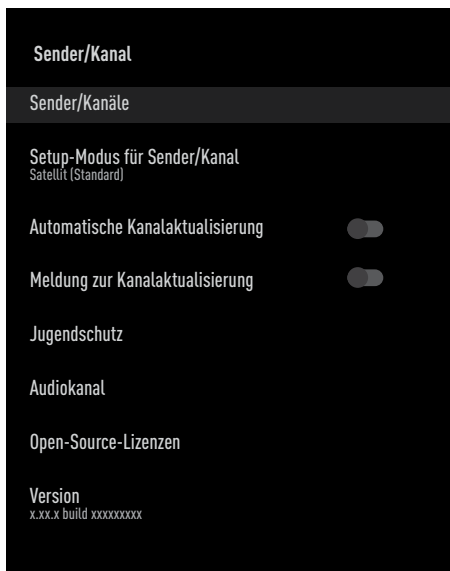 Sender/Kanal
Sender/Kanäle
Setup-Modus für Sender/Kanal
Satellit (Standard)
Automatische Kanalaktualisierung
Meldung zur Kanalaktualisierung
Jugendschutz
Audiokanal
Open-Source-Lizenzen
Version
x.xx.x build xxxxxxxxx